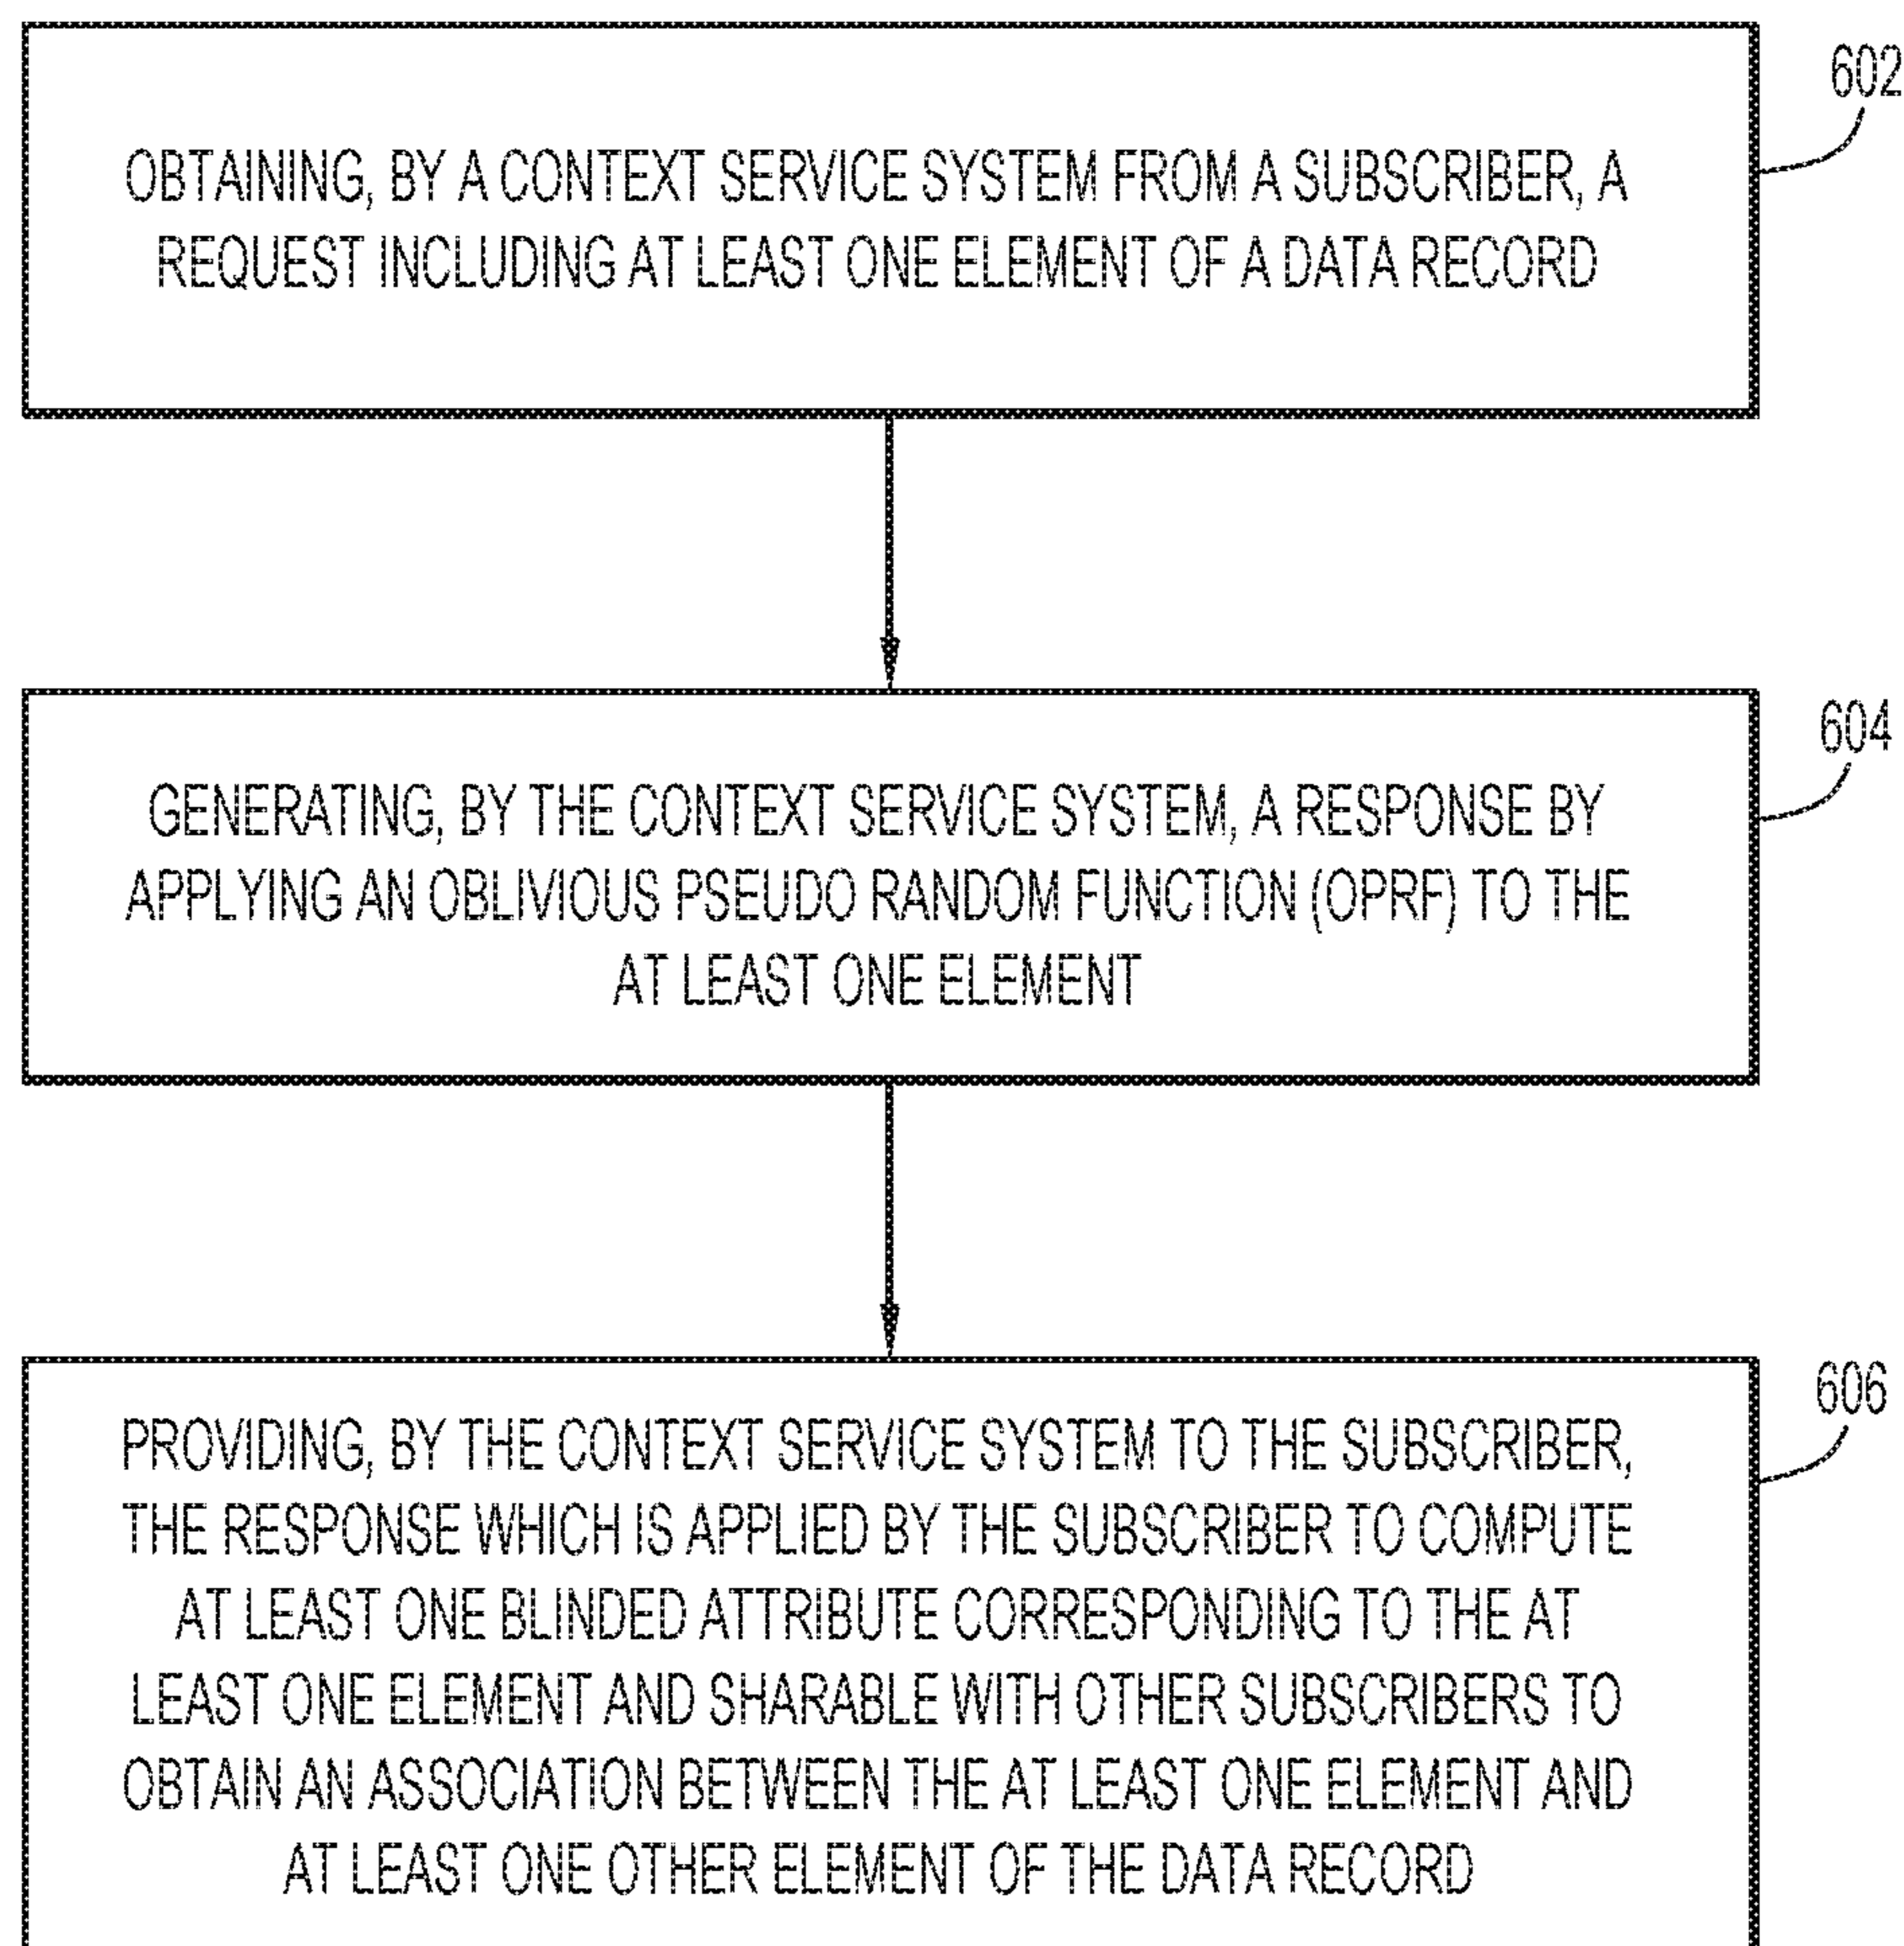 602
OBTAINING, BY A CONTEXT SERVICE SYSTEM FROM A SUBSCRIBER, A
REQUEST INCLUDING AT LEAST ONE ELEMENT OF A DATA RECORD
604
GENERATING, BY THE CONTEXT SERVICE SYSTEM, A RESPONSE BY
APPLYING AN OBLIVIOUS PSEUDO RANDOM FUNCTION (OPRF) TO THE
AT LEAST ONE ELEMENT
606
PROVIDING, BY THE CONTEXT SERVICE SYSTEM TO THE SUBSCRIBER,
THE RESPONSE WHICH IS APPLIED BY THE SUBSCRIBER TO COMPUTE
AT LEAST ONE BLINDED ATTRIBUTE CORRESPONDING TO THE AT
LEAST ONE ELEMENT AND SHARABLE WITH OTHER SUBSCRIBERS TO
OBTAIN AN ASSOCIATION BETWEEN THE AT LEAST ONE ELEMENT AND
AT LEAST ONE OTHER ELEMENT OF THE DATA RECORD